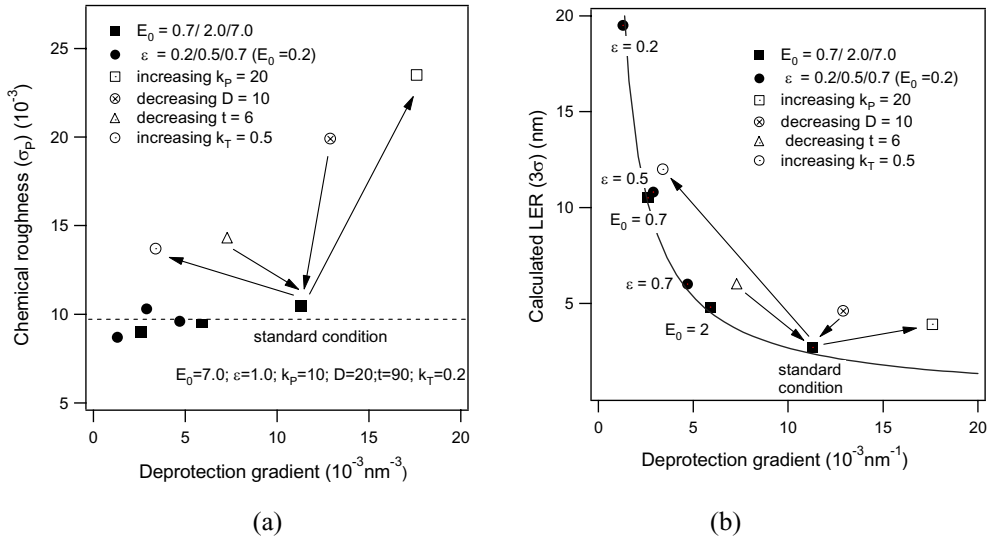 25
20
15
10
5
0
5
10
15
20
Chemical roughness (σP) (10-3)
Deprotection gradient (10-3nm-3)
E0 = 0.7/ 2.0/7.0
ε = 0.2/0.5/0.7 (E0 =0.2)
increasing kP = 20
decreasing D = 10
decreasing t = 6
increasing kT = 0.5
standard condition
E0=7.0; ε=1.0; kP=10; D=20;t=90; kT=0.2
(a)
20
15
10
5
0
5
10
15
20
Calculated LER (3σ) (nm)
Deprotection gradient (10-3nm-1)
E0 = 0.7/ 2.0/7.0
ε = 0.2/0.5/0.7 (E0 =0.2)
increasing kP = 20
decreasing D = 10
decreasing t = 6
increasing kT = 0.5
ε = 0.2
ε = 0.5
E0 = 0.7
ε = 0.7
E0 = 2
standard
condition
(b)